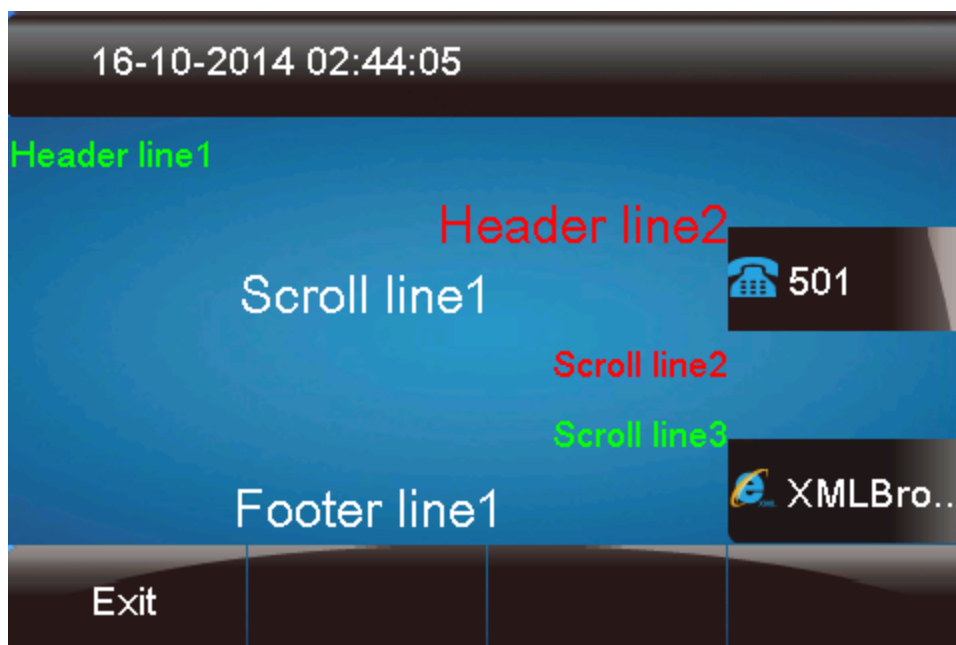 16-10-2014 02:44:05
Header line1
Header line2
501
Scroll line1
Scroll line2
Scroll line3
XMLBro..
Footer line1
Exit